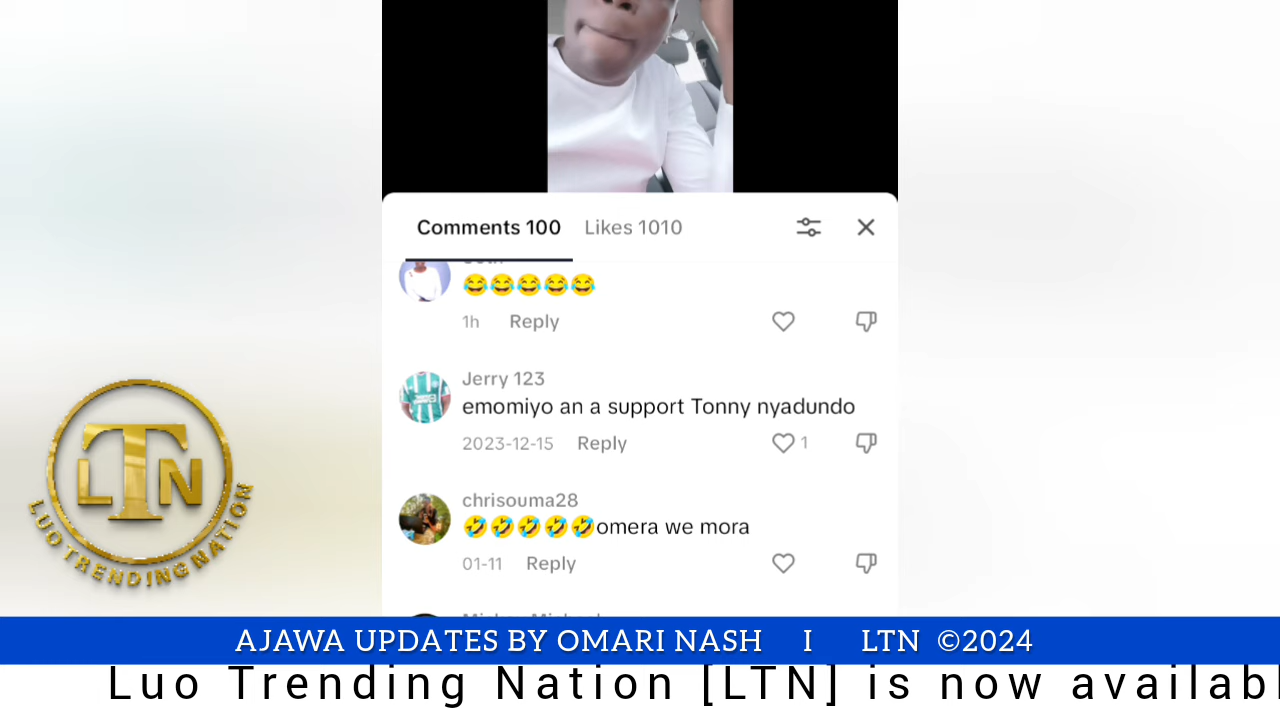 Comments 100 Likes 1010
😂😂😂😂😂
1h Reply
Jerry 123
emomiyo an a support Tonny nyadundo
2023-12-15 Reply 1
chrisouma28
🤣🤣🤣🤣🤣omera we mora
01-11 Reply
LTN
LUO TRENDING NATION
AJAWA UPDATES BY OMARI NASH I LTN ©2024
Luo Trending Nation [LTN] is now availabl